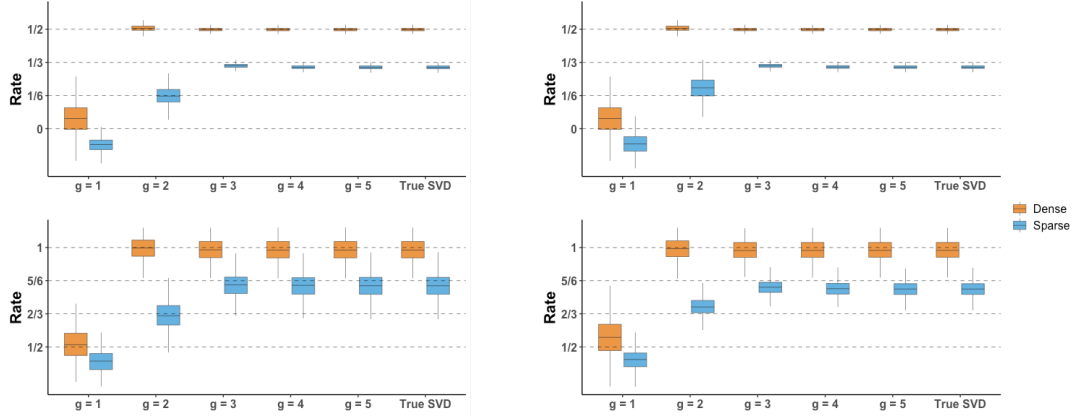 Rate
1/2
1/3
1/6
0
g = 1 g = 2 g = 3 g = 4 g = 5 True SVD
Rate
1/2
1/3
1/6
0
g = 1 g = 2 g = 3 g = 4 g = 5 True SVD
Dense
Sparse
Rate
1
5/6
2/3
1/2
g = 1 g = 2 g = 3 g = 4 g = 5 True SVD
Rate
1
5/6
2/3
1/2
g = 1 g = 2 g = 3 g = 4 g = 5 True SVD